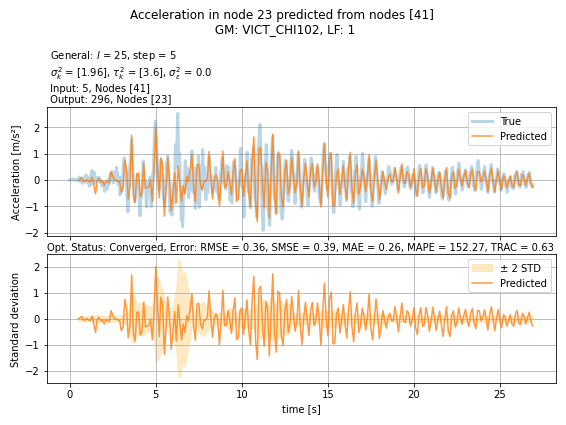 Acceleration in node 23 predicted from nodes [41]
GM: VICT_CHI102, LF: 1
General: l = 25, step = 5
σ²ₖ = [1.96], τ²ₖ = [3.6], σ²ε = 0.0
Input: 5, Nodes [41]
Output: 296, Nodes [23]
True
Predicted
Acceleration [m/s²]
2
1
0
−1
−2
Opt. Status: Converged, Error: RMSE = 0.36, SMSE = 0.39, MAE = 0.26, MAPE = 152.27, TRAC = 0.63
± 2 STD
Predicted
Standard deviation
2
1
0
−1
−2
0 5 10 15 20 25
time [s]